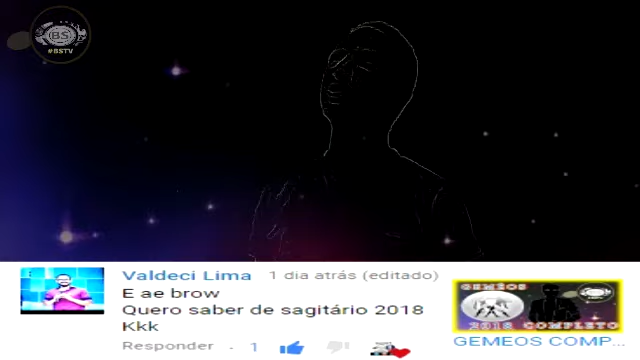 BS
#BSTV
Valdeci Lima 1 dia atrás (editado)
E ae brow
Quero saber de sagitário 2018
Kkk
Responder · 1
GEMEÓS
2018 COMPLETO
GEMEOS COMP...